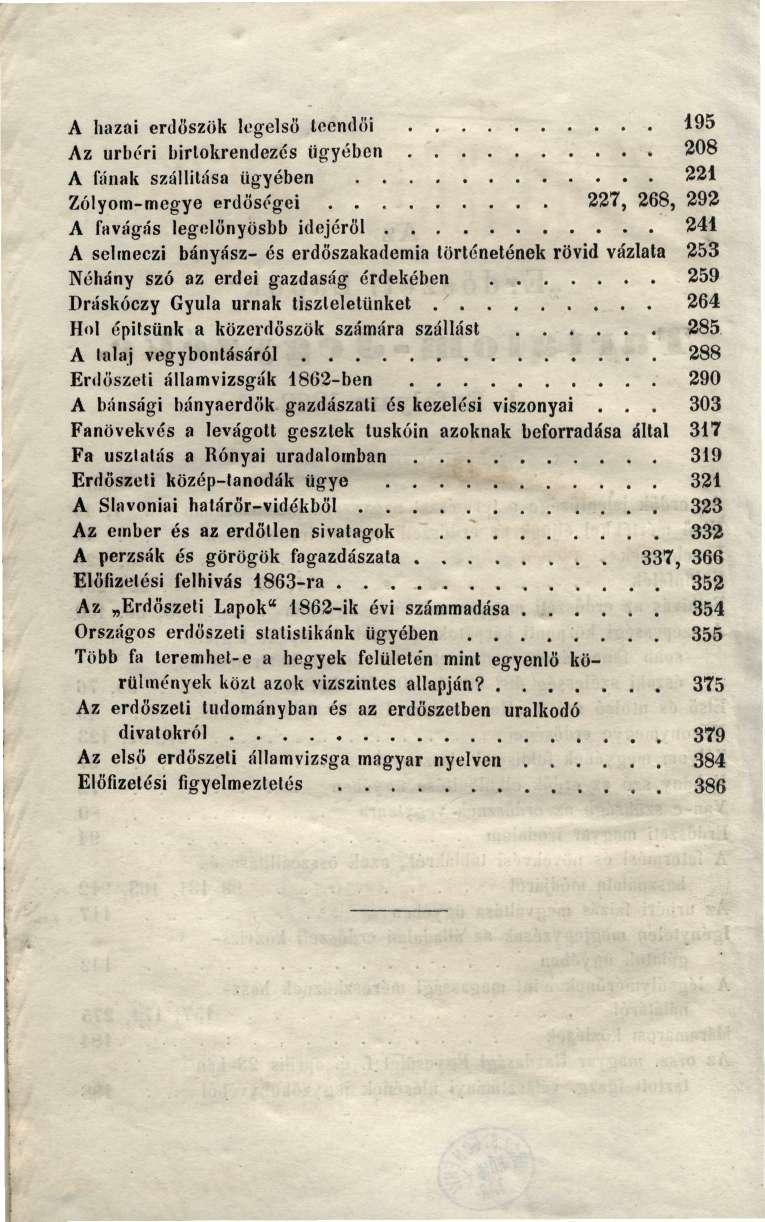 A hazai erdőszök legelső teendői . . . . . . . . . . 195
Az urbéri birtokrendezés ügyében . . . . . . . . . . 208
A fának szállitása ügyében . . . . . . . . . . . . 221
Zólyom-megye erdőségei . . . . . . . . . 227, 268, 292
A favágás legelőnyösbb idejéről . . . . . . . . . . . 241
A selmeczi bányász- és erdőszakademia történetének rövid vázlata 253
Néhány szó az erdei gazdaság érdekében . . . . . . . 259
Dráskóczy Gyula urnak tiszteletünket . . . . . . . . . 264
Hol épitsünk a közerdőszök számára szállást . . . . . . 285
A talaj vegybontásáról . . . . . . . . . . . . . . 288
Erdőszeti államvizsgák 1862-ben . . . . . . . . . . 290
A bánsági bányaerdők gazdászati és kezelési viszonyai . . . 303
Fanövekvés a levágott gesztek tuskóin azoknak beforradása által 317
Fa usztatás a Rónyai uradalomban . . . . . . . . . . 319
Erdőszeti közép-tanodák ügye . . . . . . . . . . . 321
A Slavoniai határőr-vidékből . . . . . . . . . . . . 323
Az ember és az erdőtlen sivatagok . . . . . . . . . 332
A perzsák és görögök fagazdászata . . . . . . . . 337, 366
Előfizetési felhivás 1863-ra . . . . . . . . . . . . . 352
Az „Erdőszeti Lapok“ 1862-ik évi számmadása . . . . . . 354
Országos erdőszeti statistikánk ügyében . . . . . . . . 355
Több fa teremhet-e a hegyek felületén mint egyenlő kö-
rülmények közt azok vizszintes allapján? . . . . . . . 375
Az erdőszeti tudományban és az erdőszetben uralkodó
divatokról . . . . . . . . . . . . . . . . . 379
Az első erdőszeti államvizsga magyar nyelven . . . . . . 384
Előfizetési figyelmeztetés . . . . . . . . . . . . . 386